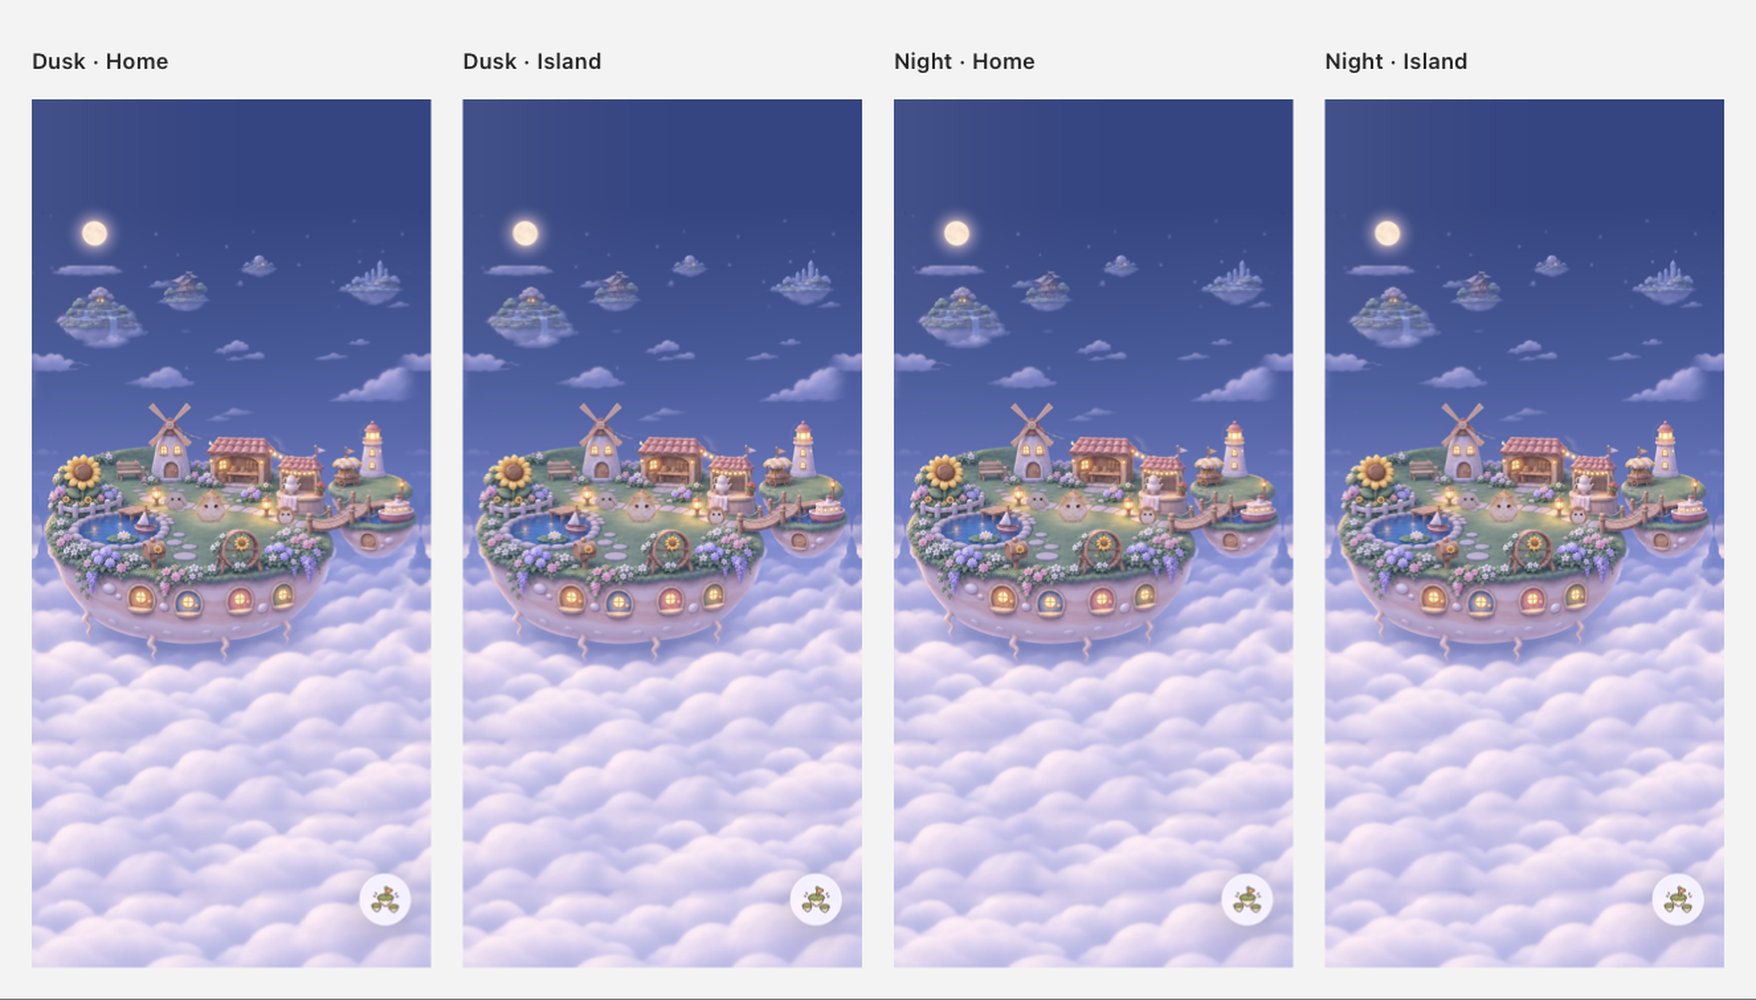 Dusk · Home
Dusk · Island
Night · Home
Night · Island